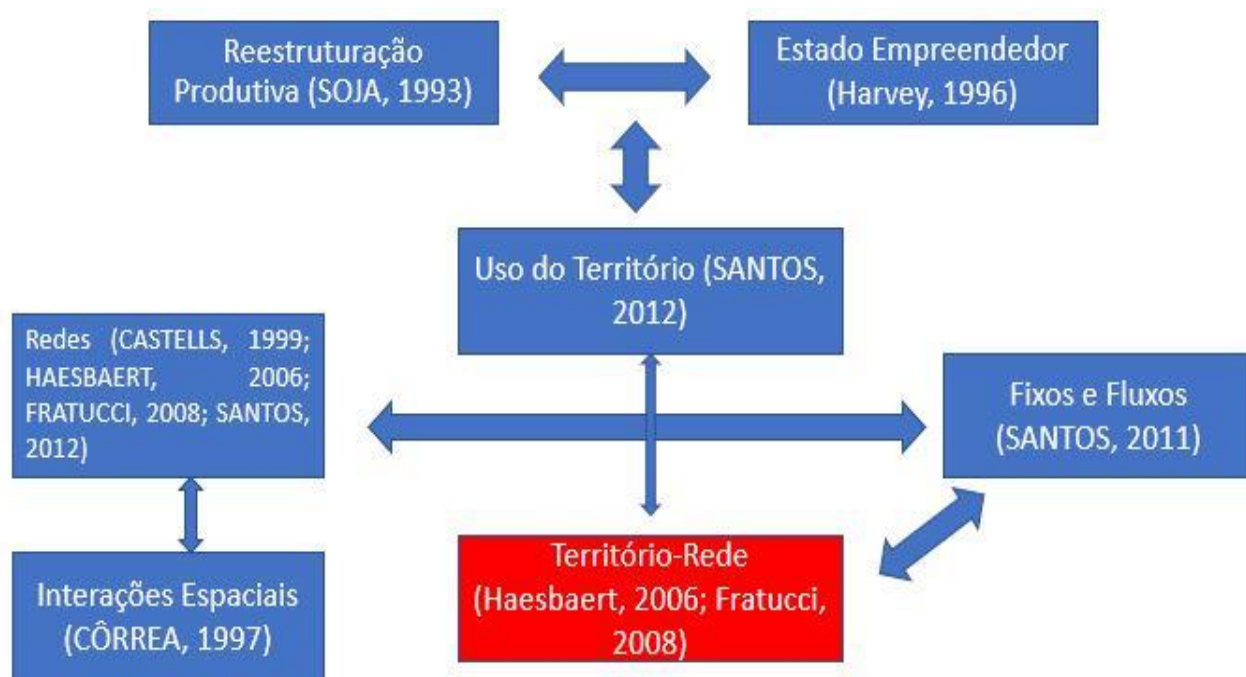 Reestruturação
Produtiva (SOJA, 1993)
Estado Empreendedor
(Harvey, 1996)
Uso do Território (SANTOS,
2012)
Redes (CASTELLS, 1999;
HAESBAERT, 2006;
FRATUCCI, 2008; SANTOS,
2012)
Fixos e Fluxos
(SANTOS, 2011)
Interações Espaciais
(CÔRREA, 1997)
Território-Rede
(Haesbaert, 2006; Fratucci,
2008)